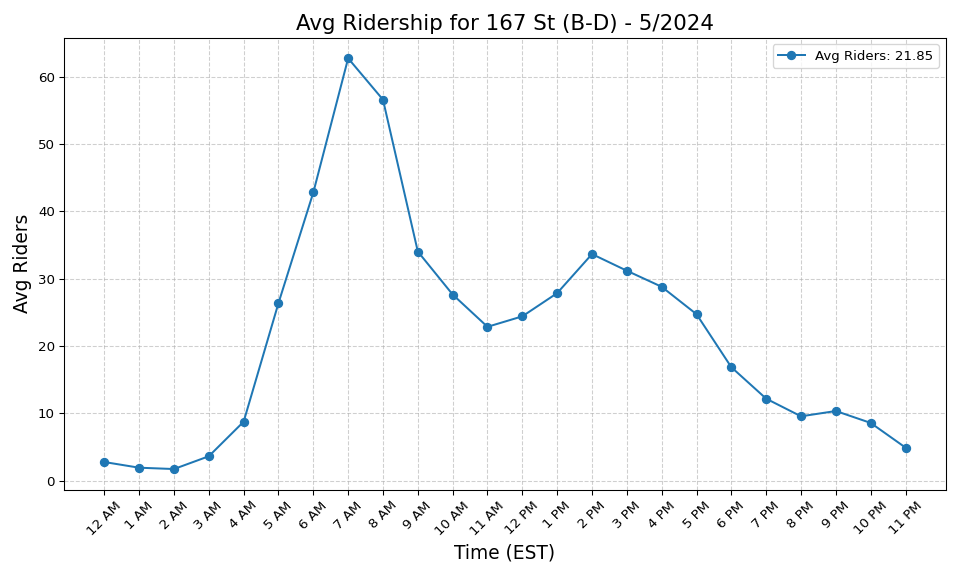 Avg Ridership for 167 St (B-D) - 5/2024
Avg Riders: 21.85
Avg Riders
60
50
40
30
20
10
0
12 AM
1 AM
2 AM
3 AM
4 AM
5 AM
6 AM
7 AM
8 AM
9 AM
10 AM
11 AM
12 PM
1 PM
2 PM
3 PM
4 PM
5 PM
6 PM
7 PM
8 PM
9 PM
10 PM
11 PM
Time (EST)